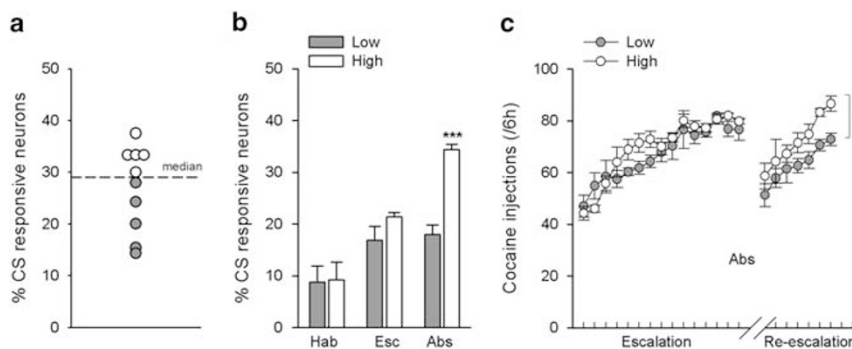 a
50
40
30
20
10
0
% CS responsive neurons
median
b
Low
High
50
40
30
20
10
0
% CS responsive neurons
***
Hab Esc Abs
c
Low
High
100
80
60
40
20
0
Cocaine injections (/6h)
Abs
Escalation Re-escalation